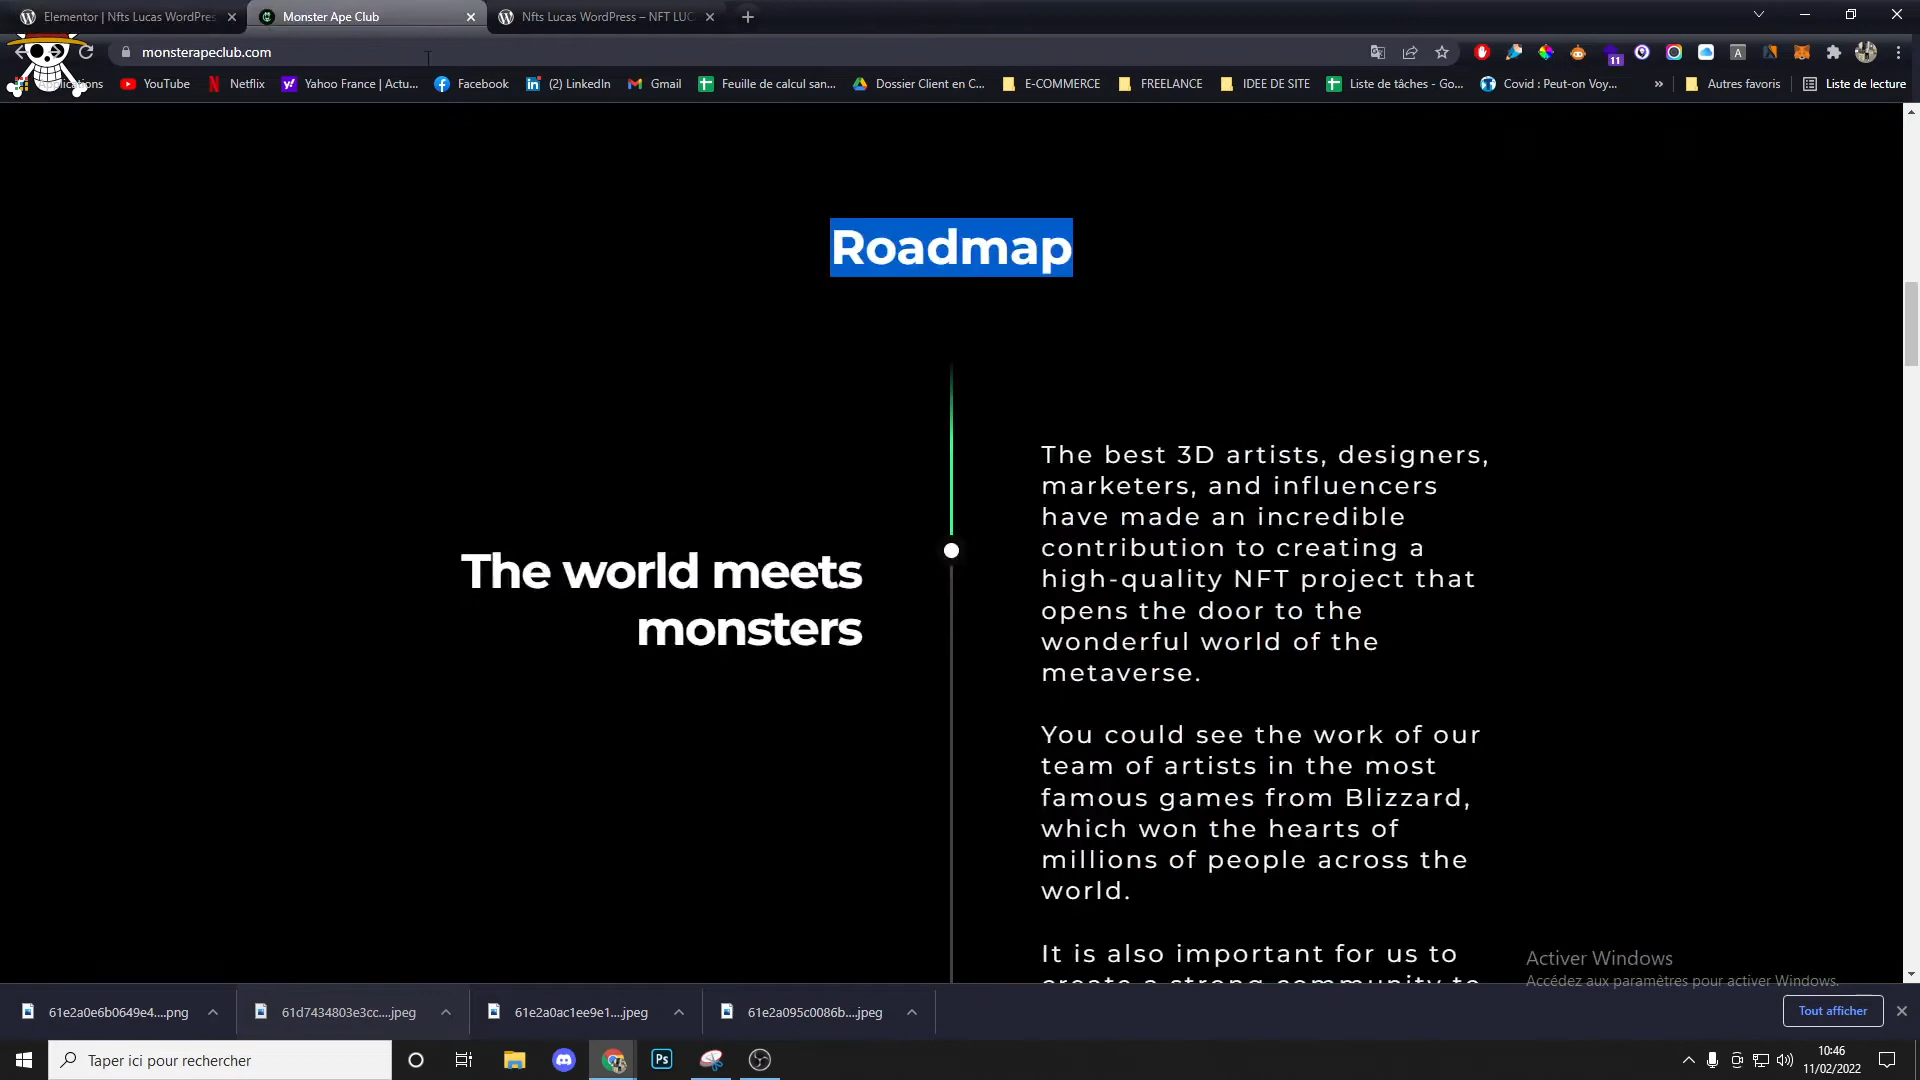 Elementor | Nfts Lucas WordPres
Monster Ape Club
Nfts Lucas WordPress – NFT LUC
monsterapeclub.com
11
Applications
YouTube
Netflix
Yahoo France | Actu...
Facebook
(2) LinkedIn
Gmail
Feuille de calcul san...
Dossier Client en C...
E-COMMERCE
FREELANCE
IDEE DE SITE
Liste de tâches - Go...
Covid : Peut-on Voy...
»
Autres favoris
Liste de lecture
Roadmap
The world meets
monsters
The best 3D artists, designers,
marketers, and influencers
have made an incredible
contribution to creating a
high-quality NFT project that
opens the door to the
wonderful world of the
metaverse.
You could see the work of our
team of artists in the most
famous games from Blizzard,
which won the hearts of
millions of people across the
world.
It is also important for us to
create a strong community to
Activer Windows
Accédez aux paramètres pour activer Windows.
61e2a0e6b0649e4....png
61d7434803e3cc....jpeg
61e2a0ac1ee9e1....jpeg
61e2a095c0086b....jpeg
Tout afficher
Taper ici pour rechercher
Ps
10:46
11/02/2022